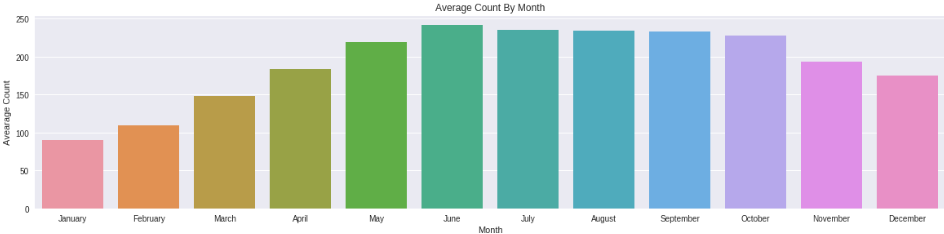 Average Count By Month
250
200
150
100
50
0
Avearage Count
January February March April May June July August September October November December
Month